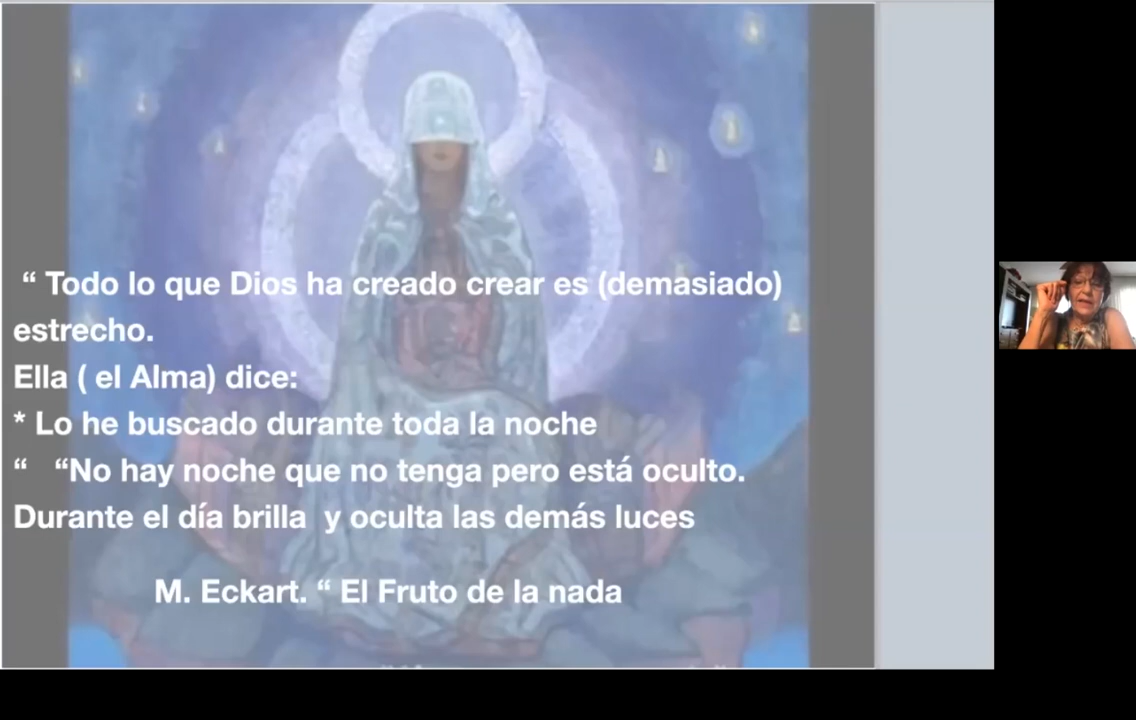 “ Todo lo que Dios ha creado crear es (demasiado)
estrecho.
Ella ( el Alma) dice:
* Lo he buscado durante toda la noche
“   “No hay noche que no tenga pero está oculto.
Durante el día brilla  y oculta las demás luces
M. Eckart. “ El Fruto de la nada